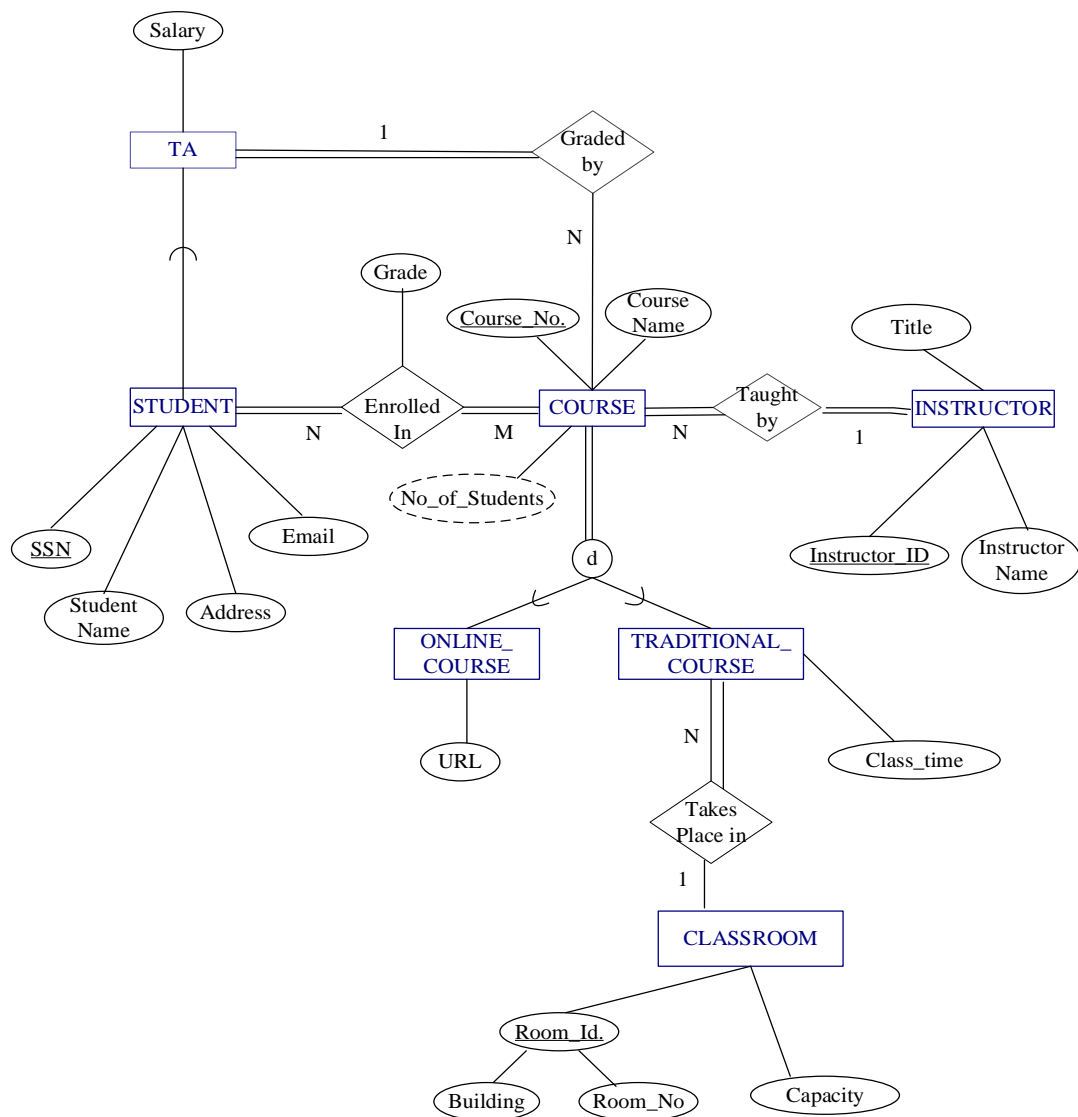 Salary
TA
1
Graded
by
N
Grade
Course_No.
Course
Name
Title
STUDENT
N
Enrolled
In
M
COURSE
N
Taught
by
1
INSTRUCTOR
No_of_Students
SSN
Student
Name
Address
Email
Instructor_ID
Instructor
Name
d
ONLINE_
COURSE
TRADITIONAL_
COURSE
URL
N
Class_time
Takes
Place in
1
CLASSROOM
Room_Id.
Building
Room_No
Capacity